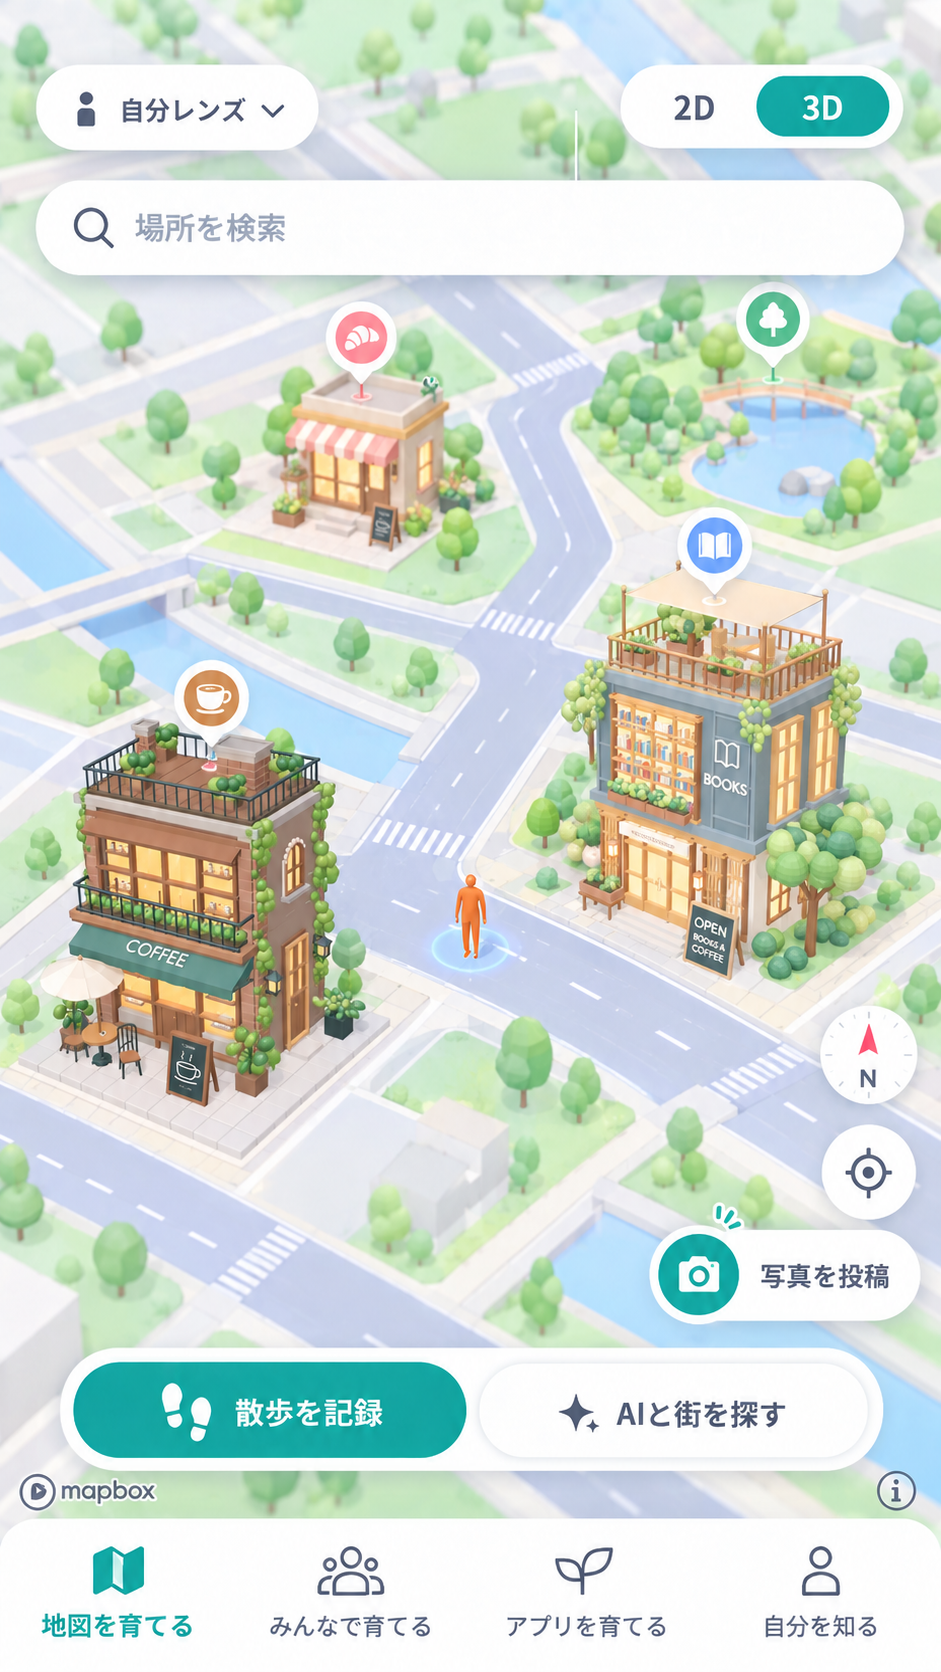 自分レンズ
2D
3D
場所を検索
BOOKS
COFFEE
OPEN
BOOKS &
COFFEE
N
写真を投稿
散歩を記録
AIと街を探す
mapbox
i
地図を育てる
みんなで育てる
アプリを育てる
自分を知る